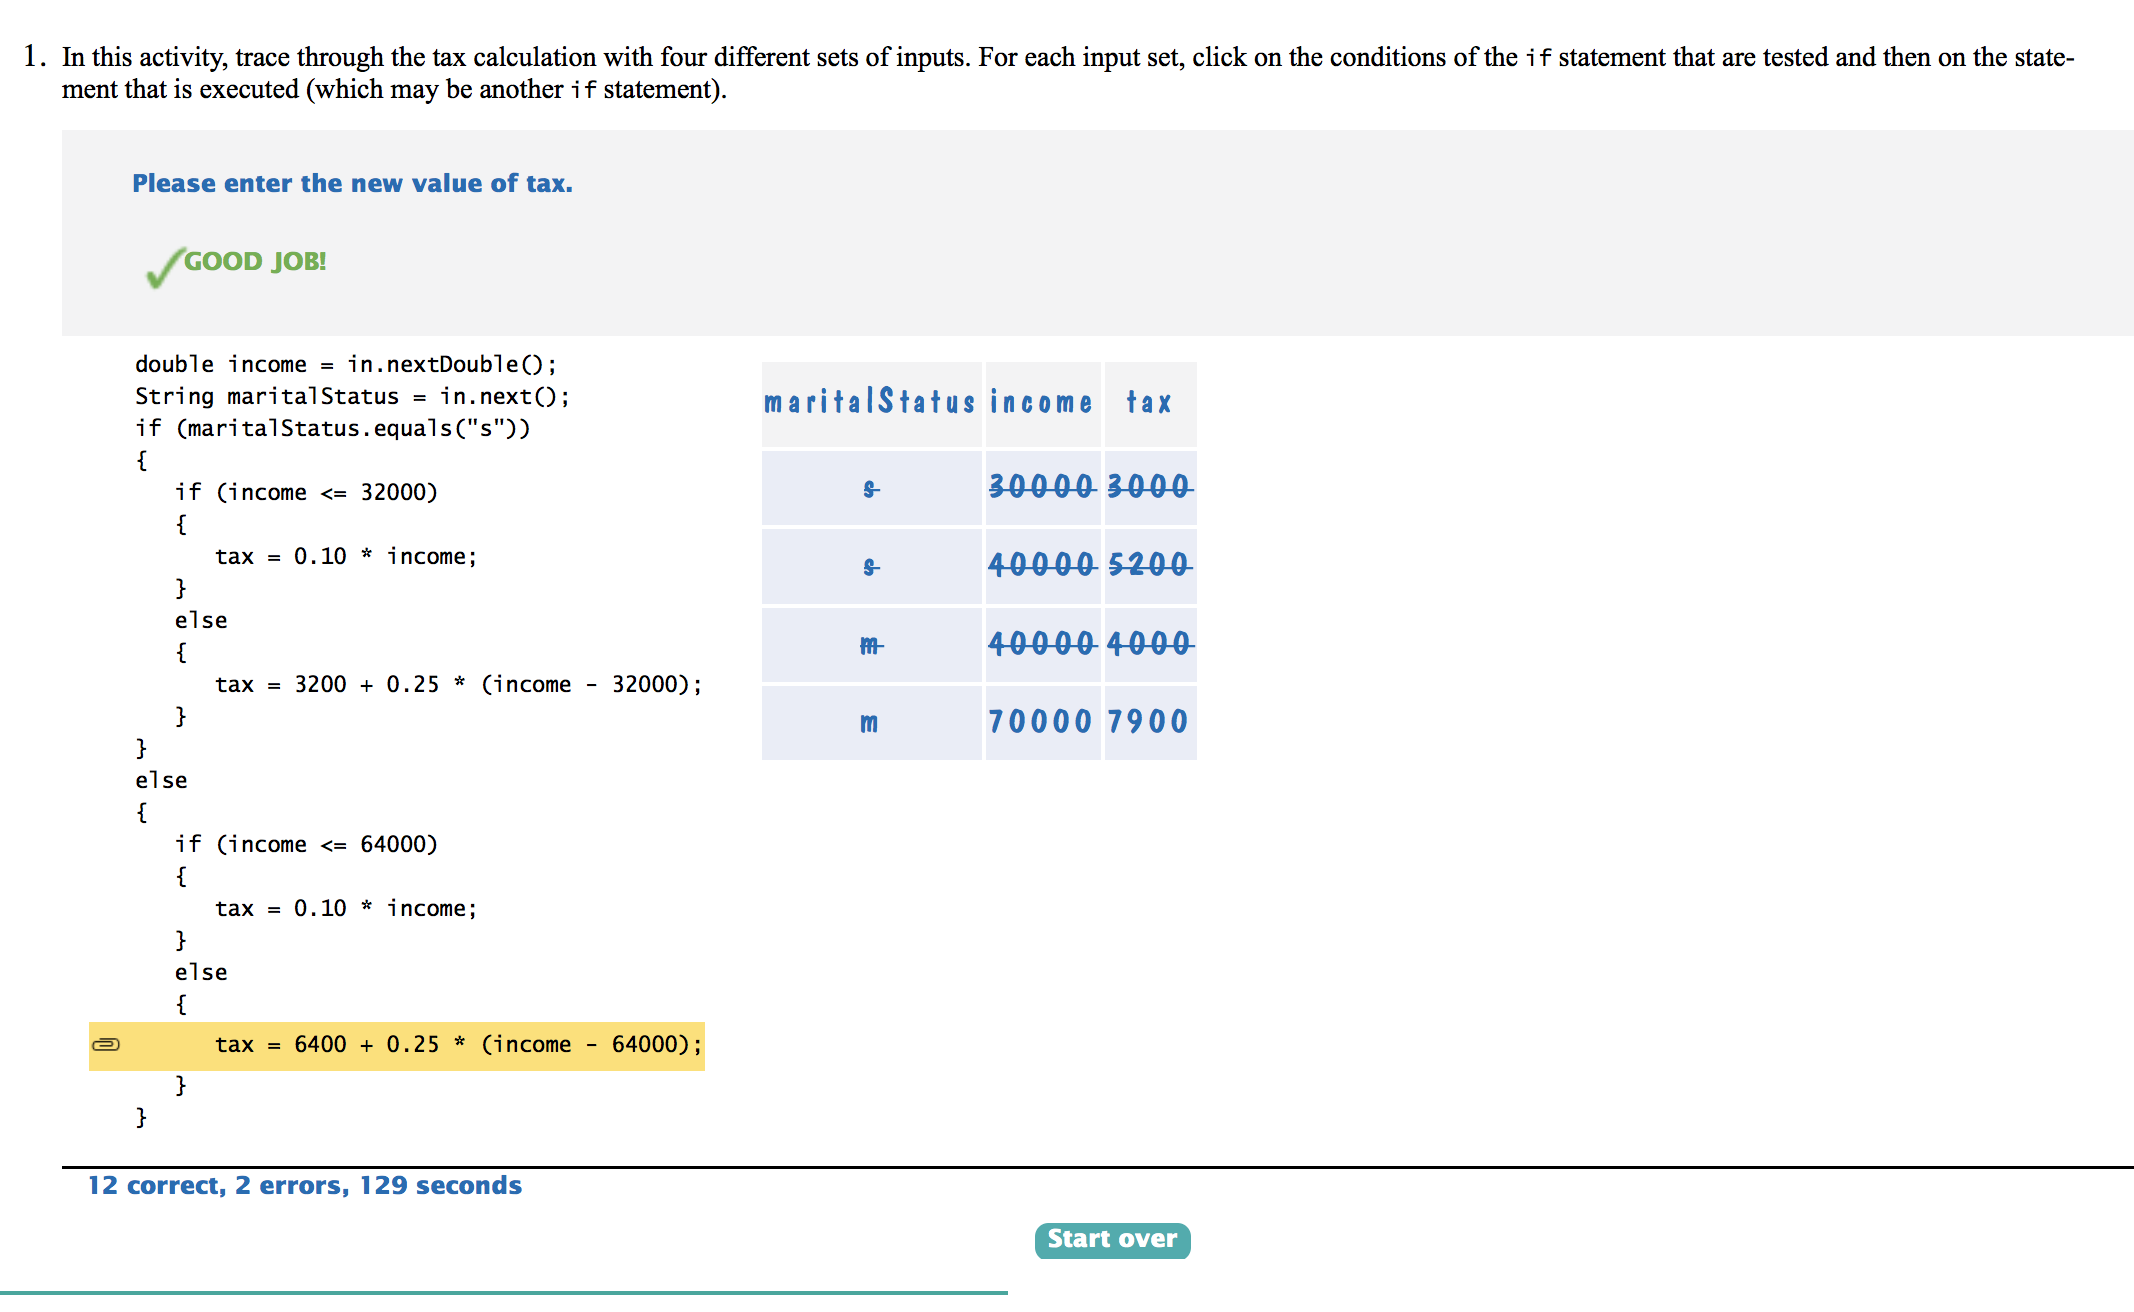 1. In this activity, trace through the tax calculation with four different sets of inputs. For each input set, click on the conditions of the if statement that are tested and then on the state-
ment that is executed (which may be another if statement).
Please enter the new value of tax.
GOOD JOB!
double income = in.nextDouble();
String maritalStatus = in.next();
if (maritalStatus.equals("s"))
{
   if (income <= 32000)
   {
      tax = 0.10 * income;
   }
   else
   {
      tax = 3200 + 0.25 * (income - 32000);
   }
}
else
{
   if (income <= 64000)
   {
      tax = 0.10 * income;
   }
   else
   {
      tax = 6400 + 0.25 * (income - 64000);
   }
}
maritalStatus income tax
s 30000 3000
s 40000 5200
m 40000 4000
m 70000 7900
12 correct, 2 errors, 129 seconds
Start over